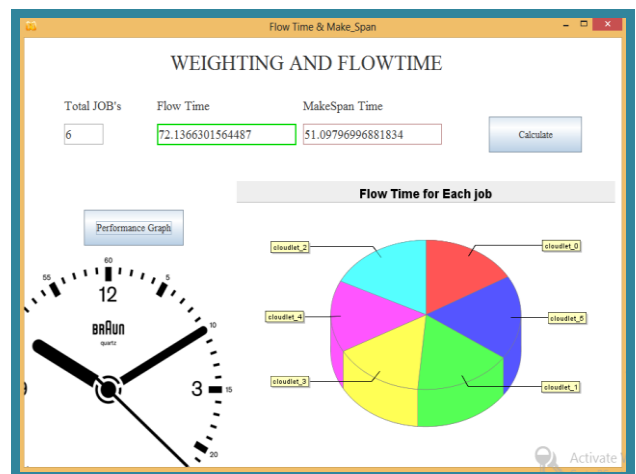 Flow Time & Make_Span
WEIGHTING AND FLOWTIME
Total JOB's Flow Time MakeSpan Time
6 72.1366301564487 51.09796996881834 Calculate
Flow Time for Each job
Performance Graph
cloudlet_2 cloudlet_0
cloudlet_4 cloudlet_5
cloudlet_3 cloudlet_1
60
55 5
12
BRAUN
quartz
10
3 15
20
9
Activate W